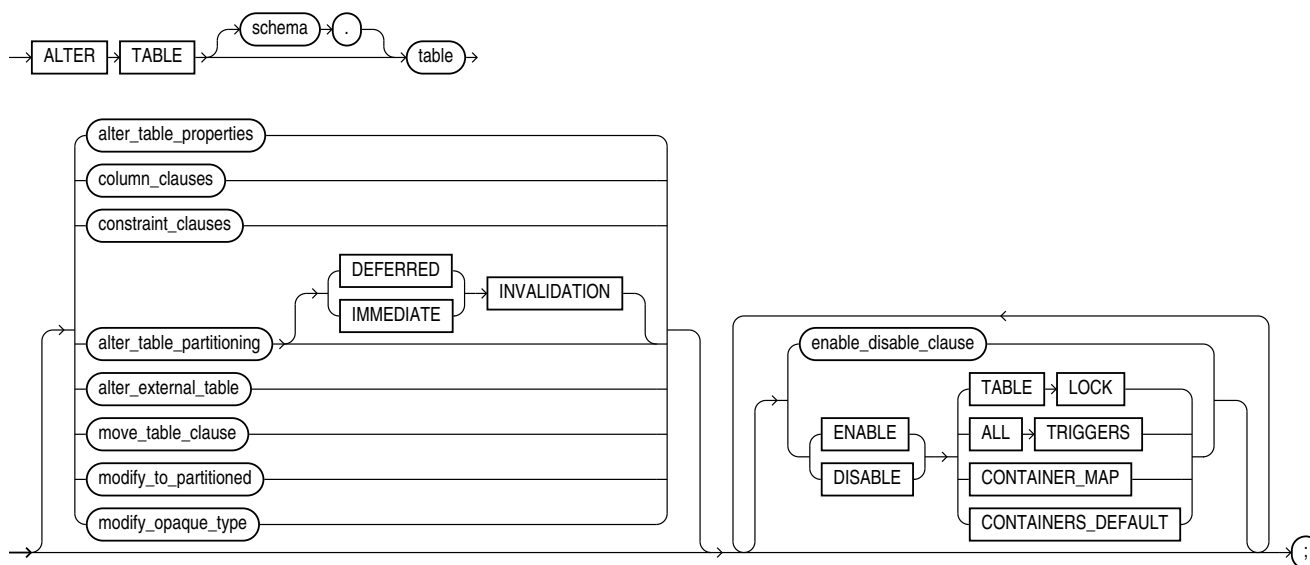 schema .
ALTER TABLE table
alter_table_properties
column_clauses
constraint_clauses
DEFERRED
IMMEDIATE
INVALIDATION
alter_table_partitioning
alter_external_table
move_table_clause
modify_to_partitioned
modify_opaque_type
enable_disable_clause
ENABLE
DISABLE
TABLE LOCK
ALL TRIGGERS
CONTAINER_MAP
CONTAINERS_DEFAULT
;